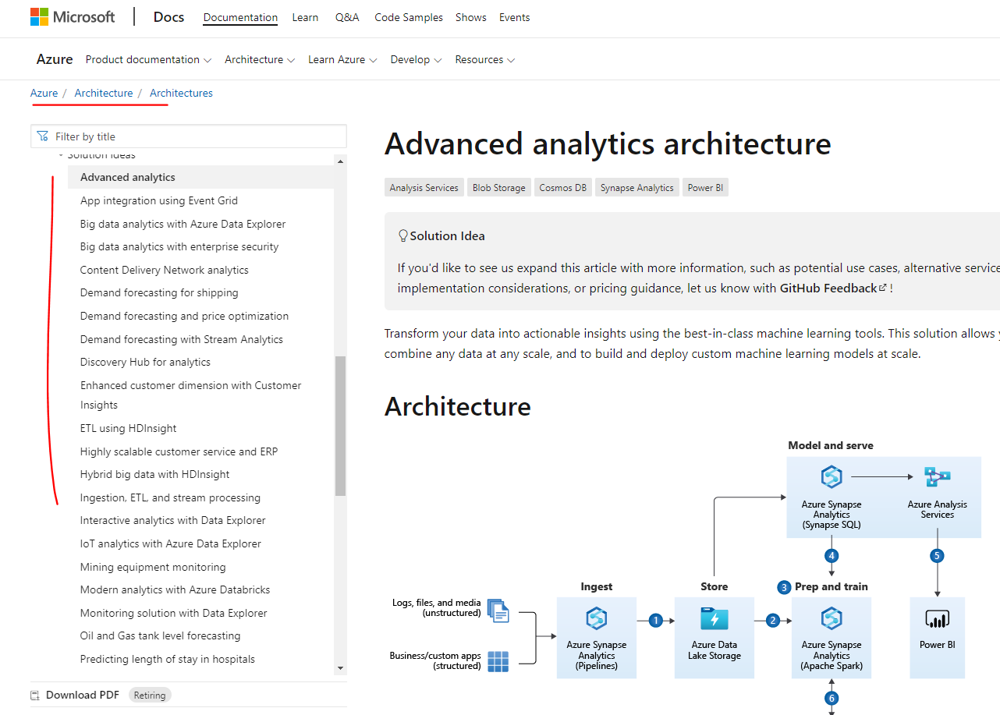 Microsoft | Docs Documentation Learn Q&A Code Samples Shows Events
Azure Product documentation Architecture Learn Azure Develop Resources
Azure / Architecture / Architectures
Filter by title
Solution ideas
Advanced analytics
App integration using Event Grid
Big data analytics with Azure Data Explorer
Big data analytics with enterprise security
Content Delivery Network analytics
Demand forecasting for shipping
Demand forecasting and price optimization
Demand forecasting with Stream Analytics
Discovery Hub for analytics
Enhanced customer dimension with Customer
Insights
ETL using HDInsight
Highly scalable customer service and ERP
Hybrid big data with HDInsight
Ingestion, ETL, and stream processing
Interactive analytics with Data Explorer
IoT analytics with Azure Data Explorer
Mining equipment monitoring
Modern analytics with Azure Databricks
Monitoring solution with Data Explorer
Oil and Gas tank level forecasting
Predicting length of stay in hospitals
Download PDF Retiring
Advanced analytics architecture
Analysis Services Blob Storage Cosmos DB Synapse Analytics Power BI
Solution Idea
If you'd like to see us expand this article with more information, such as potential use cases, alternative service
implementation considerations, or pricing guidance, let us know with GitHub Feedback !
Transform your data into actionable insights using the best-in-class machine learning tools. This solution allows
combine any data at any scale, and to build and deploy custom machine learning models at scale.
Architecture
Model and serve
Azure Synapse
Analytics
(Synapse SQL)
Azure Analysis
Services
4
5
Ingest
Store
3 Prep and train
Logs, files, and media
(unstructured)
Business/custom apps
(structured)
Azure Synapse
Analytics
(Pipelines)
1
Azure Data
Lake Storage
2
Azure Synapse
Analytics
(Apache Spark)
Power BI
6